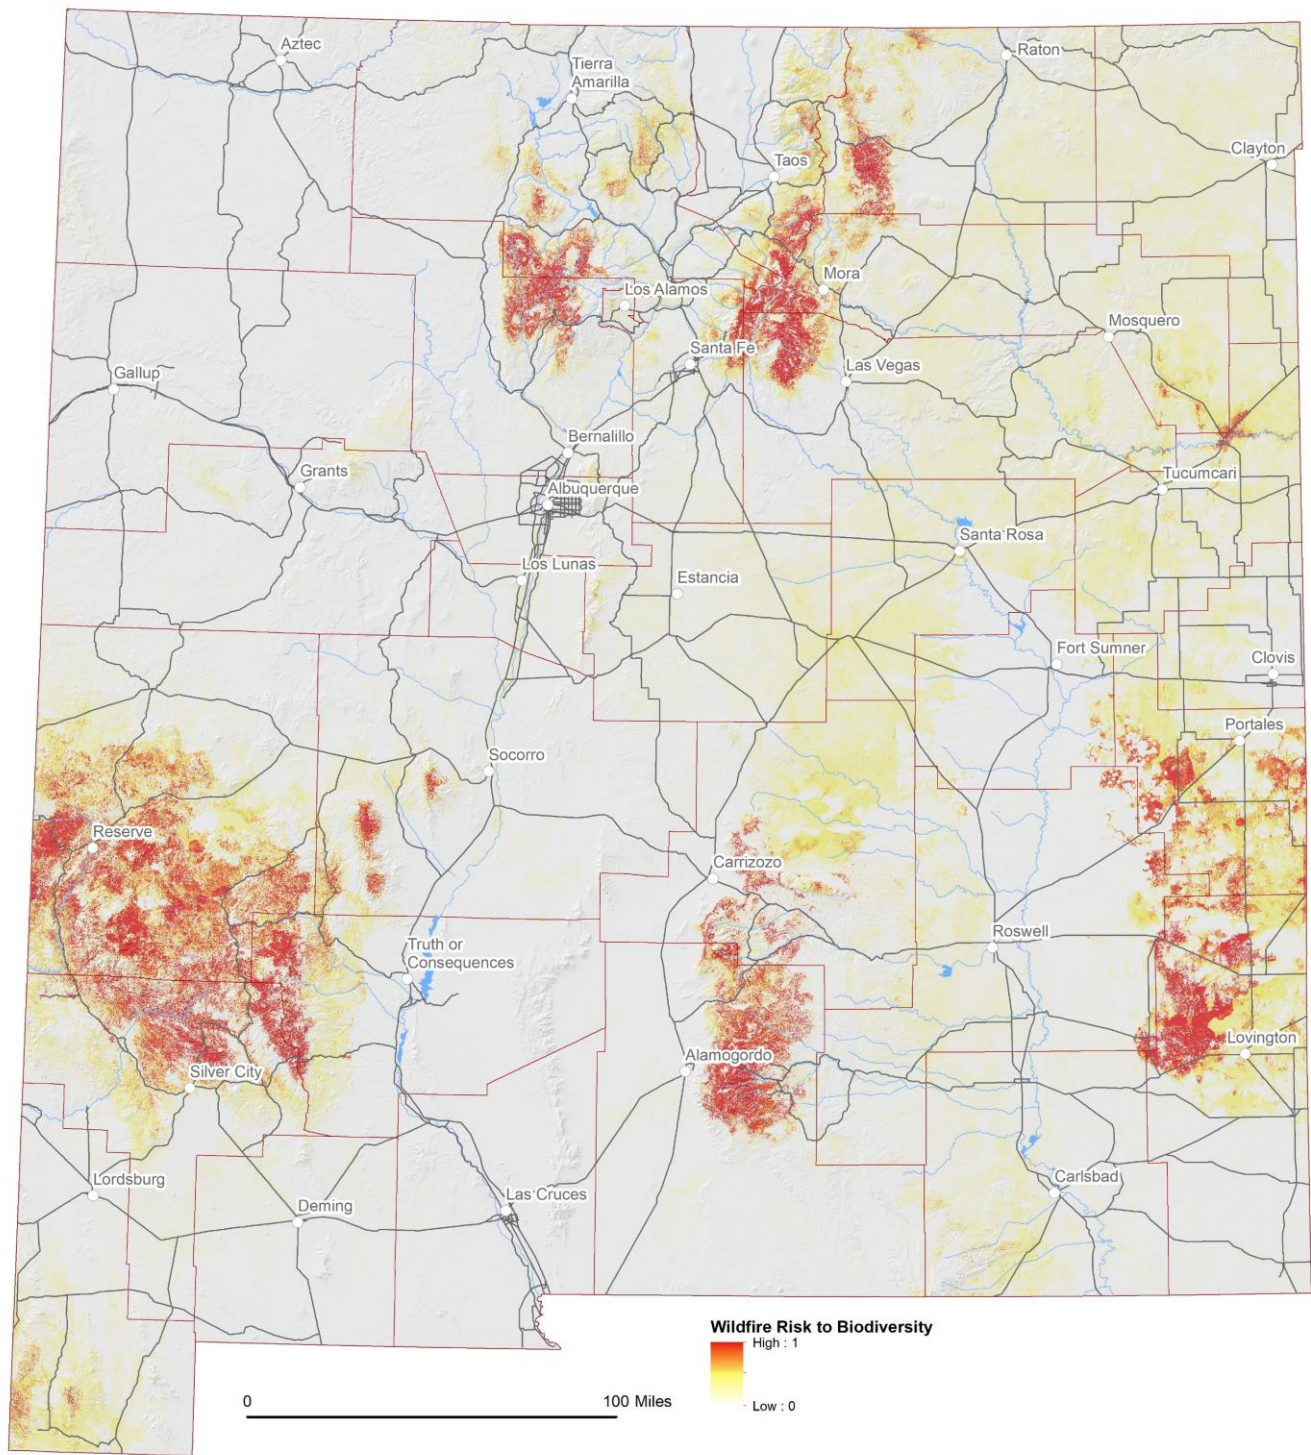 Aztec
Tierra
Amarilla
Raton
Taos
Clayton
Los Alamos
Mora
Mosquero
Santa Fe
Gallup
Las Vegas
Bernalillo
Grants
Tucumcari
Albuquerque
Santa Rosa
Los Lunas
Estancia
Fort Sumner
Clovis
Portales
Socorro
Reserve
Carrizozo
Roswell
Truth or
Consequences
Lovington
Alamogordo
Silver City
Lordsburg
Carlsbad
Las Cruces
Deming
Wildfire Risk to Biodiversity
High : 1
Low : 0
0 100 Miles